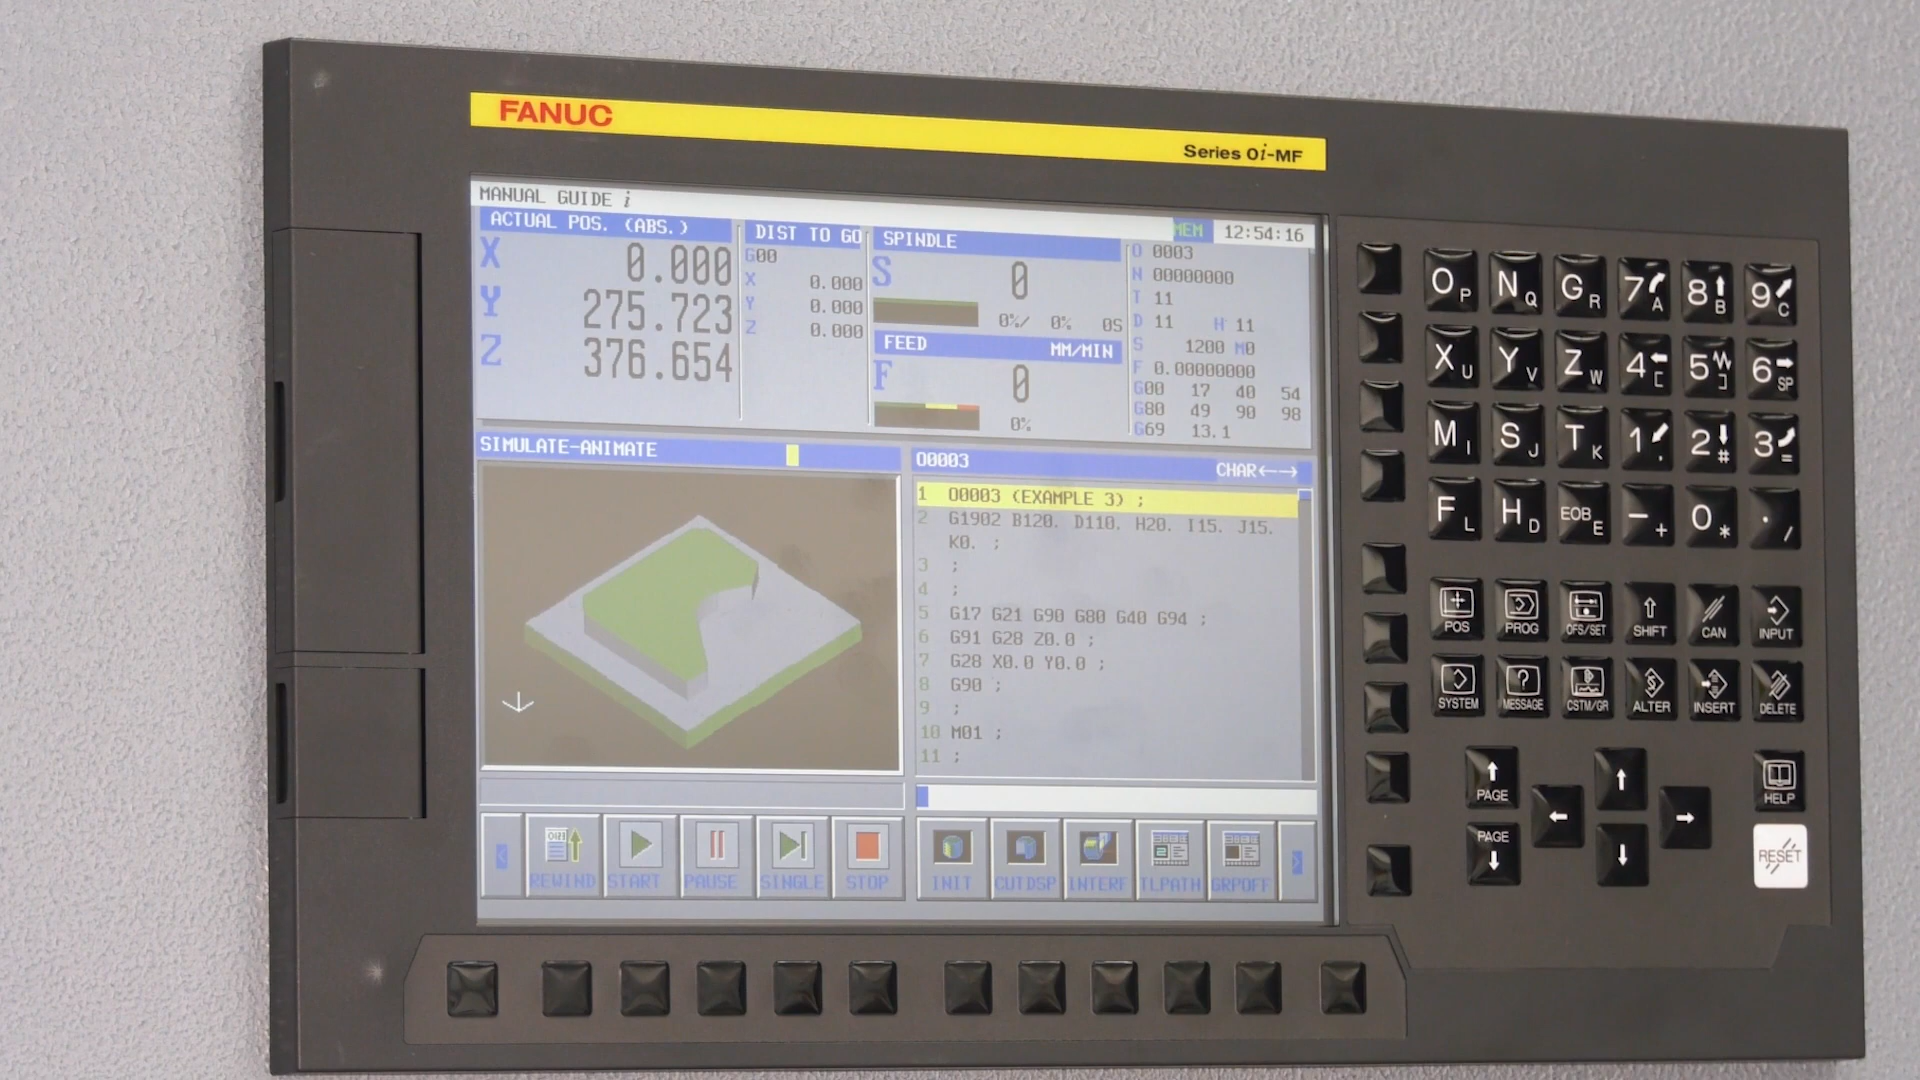 FANUC
Series 0i-MF
MANUAL GUIDE i
MEM 12:54:16
ACTUAL POS. (ABS.)
X 0.000
Y 275.723
Z 376.654
DIST TO GO
G00
X 0.000
Y 0.000
Z 0.000
SPINDLE
S 0
0%/ 0% 0S
FEED MM/MIN
F 0
0%
O 0003
N 00000000
T 11
D 11 H 11
S 1200 M0
F 0.00000000
G00 17 40 54
G80 49 90 98
G69 13.1
SIMULATE-ANIMATE
O0003 CHAR←→
1 O0003 (EXAMPLE 3) ;
2 G1902 B120. D110. H20. I15. J15.
K0. ;
3 ;
4 ;
5 G17 G21 G90 G80 G40 G94 ;
6 G91 G28 Z0.0 ;
7 G28 X0.0 Y0.0 ;
8 G90 ;
9 ;
10 M01 ;
11 ;
< REWIND START PAUSE SINGLE STOP
INIT CUTDSP INTERF TLPATH GRPOFF >
O P N Q G R 7 A 8 B 9 C
X U Y V Z W 4 [ 5 ] 6 SP
M I S J T K 1 , 2 # 3 =
F L H D EOB E - + 0 * . /
POS PROG OFS/SET SHIFT CAN INPUT
SYSTEM MESSAGE CSTM/GR ALTER INSERT DELETE
↑ PAGE ↑ HELP
← →
PAGE ↓ ↓ RESET